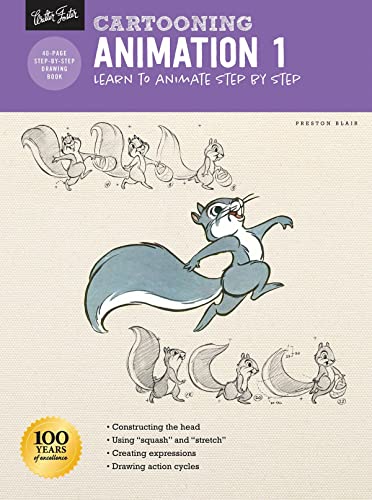 Walter Foster
CARTOONING
ANIMATION 1
LEARN TO ANIMATE STEP BY STEP
40-PAGE
STEP-BY-STEP
DRAWING
BOOK
PRESTON BLAIR
100
YEARS
of excellence
• Constructing the head
• Using “squash” and “stretch”
• Creating expressions
• Drawing action cycles